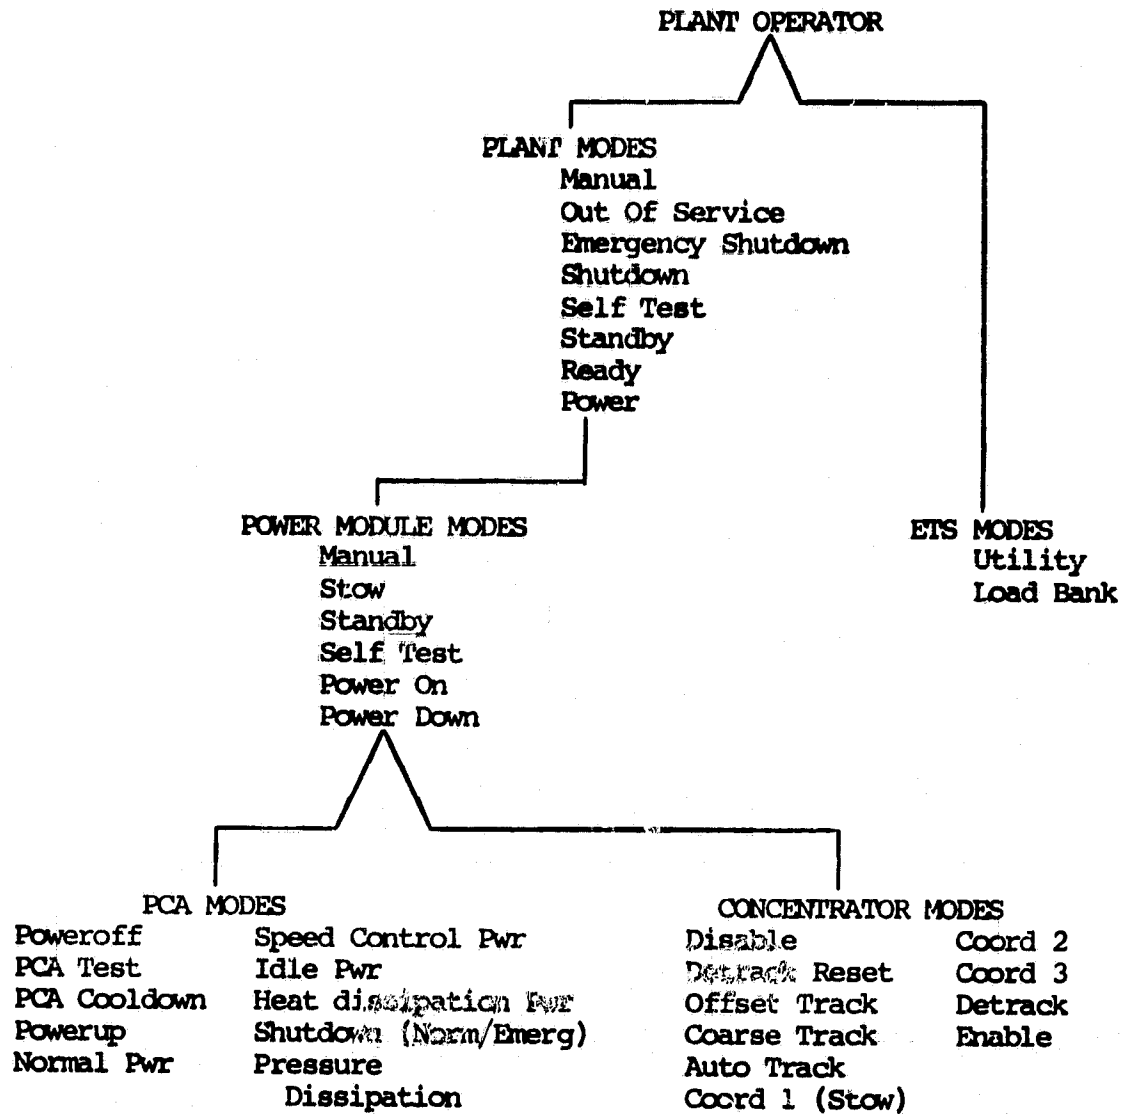 PLANT OPERATOR
PLANT MODES
Manual
Out Of Service
Emergency Shutdown
Shutdown
Self Test
Standby
Ready
Power
POWER MODULE MODES
Manual
Stow
Standby
Self Test
Power On
Power Down
ETS MODES
Utility
Load Bank
PCA MODES
Poweroff
PCA Test
PCA Cooldown
Powerup
Normal Pwr
Speed Control Pwr
Idle Pwr
Heat dissipation Pwr
Shutdown (Norm/Emerg)
Pressure
Dissipation
CONCENTRATOR MODES
Disable
Detrack Reset
Offset Track
Coarse Track
Auto Track
Coord 1 (Stow)
Coord 2
Coord 3
Detrack
Enable